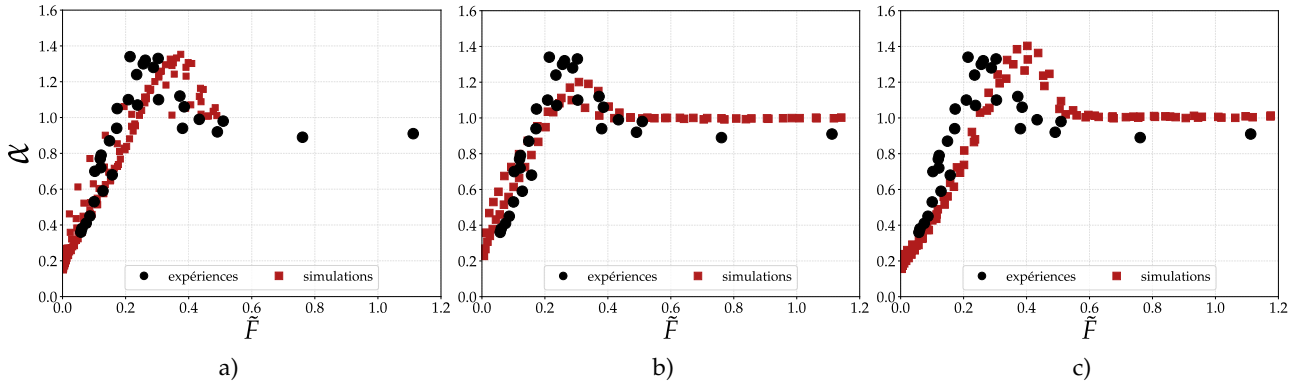 1.6 1.6 1.6
1.4 1.4 1.4
1.2 1.2 1.2
1.0 1.0 1.0
α 0.8 0.8 0.8
0.6 0.6 0.6
0.4 0.4 0.4
0.2 0.2 0.2
expériences simulations expériences simulations expériences simulations
0.0 0.0 0.0
0.0 0.2 0.4 0.6 0.8 1.0 1.2 0.0 0.2 0.4 0.6 0.8 1.0 1.2 0.0 0.2 0.4 0.6 0.8 1.0 1.2
F̃ F̃ F̃
a) b) c)